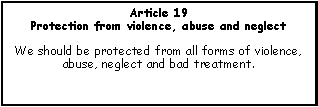 Article 19
Protection from violence, abuse and neglect
We should be protected from all forms of violence,
abuse, neglect and bad treatment.